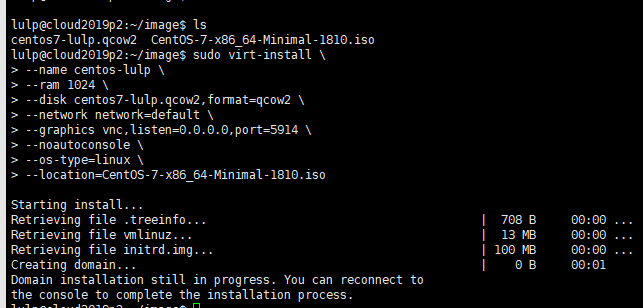 lulp@cloud2019p2:~/image$ ls
centos7-lulp.qcow2  CentOS-7-x86_64-Minimal-1810.iso
lulp@cloud2019p2:~/image$ sudo virt-install \
> --name centos-lulp \
> --ram 1024 \
> --disk centos7-lulp.qcow2,format=qcow2 \
> --network network=default \
> --graphics vnc,listen=0.0.0.0,port=5914 \
> --noautoconsole \
> --os-type=linux \
> --location=CentOS-7-x86_64-Minimal-1810.iso
Starting install...
Retrieving file .treeinfo... | 708 B 00:00 ...
Retrieving file vmlinuz... | 13 MB 00:00 ...
Retrieving file initrd.img... | 100 MB 00:00 ...
Creating domain... | 0 B 00:01
Domain installation still in progress. You can reconnect to
the console to complete the installation process.
lulp@cloud2019p2:~/image$